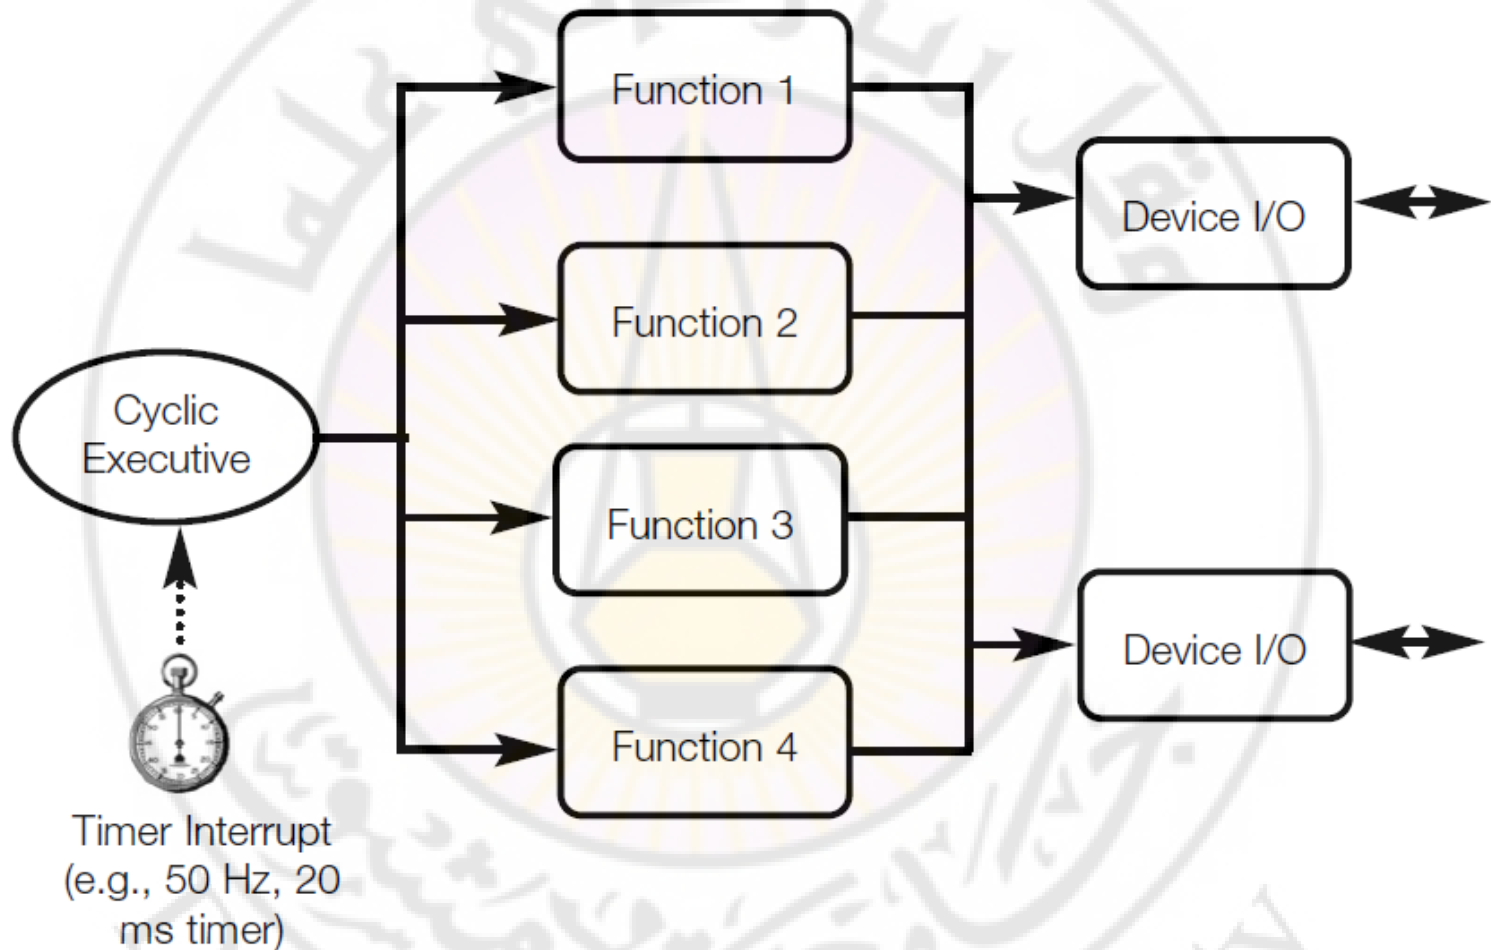 Function 1
Device I/O
Function 2
Cyclic
Executive
Function 3
Device I/O
Function 4
Timer Interrupt
(e.g., 50 Hz, 20
ms timer)